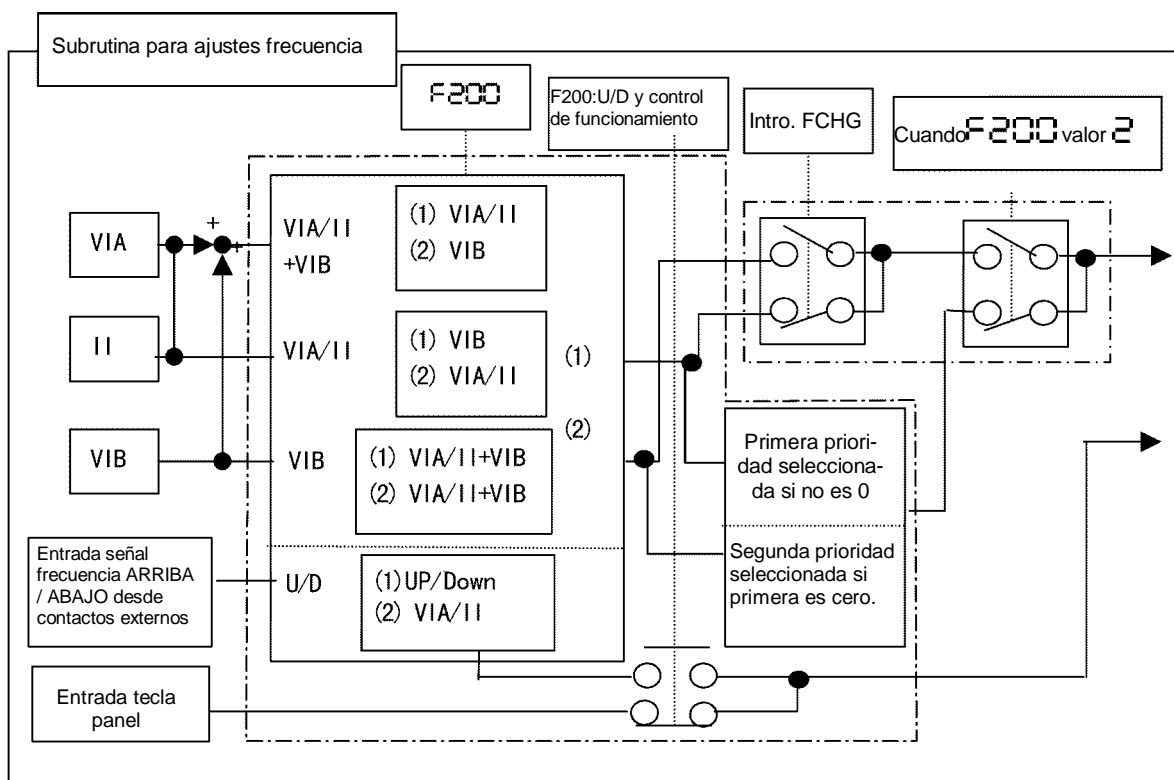 Subrutina para ajustes frecuencia
F200
F200:U/D y control
de funcionamiento
Intro. FCHG
Cuando F200 valor 2
VIA
+
+
VIA/II
+VIB
(1) VIA/II
(2) VIB
II
VIA/II
(1) VIB
(2) VIA/II
(1)
(2)
VIB
VIB
(1) VIA/II+VIB
(2) VIA/II+VIB
Primera priori-
dad selecciona-
da si no es 0
Segunda prioridad
seleccionada si
primera es cero.
Entrada señal
frecuencia ARRIBA
/ ABAJO desde
contactos externos
U/D
(1)UP/Down
(2) VIA/II
Entrada tecla
panel